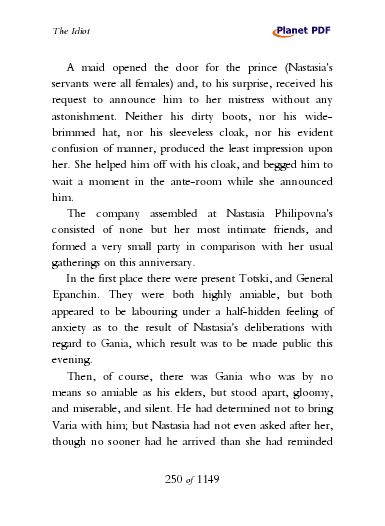 The Idiot
Planet PDF
A maid opened the door for the prince (Nastasia's
servants were all females) and, to his surprise, received his
request to announce him to her mistress without any
astonishment. Neither his dirty boots, nor his wide-
brimmed hat, nor his sleeveless cloak, nor his evident
confusion of manner, produced the least impression upon
her. She helped him off with his cloak, and begged him to
wait a moment in the ante-room while she announced
him.
The company assembled at Nastasia Philipovna's
consisted of none but her most intimate friends, and
formed a very small party in comparison with her usual
gatherings on this anniversary.
In the first place there were present Totski, and General
Epanchin. They were both highly amiable, but both
appeared to be labouring under a half-hidden feeling of
anxiety as to the result of Nastasia's deliberations with
regard to Gania, which result was to be made public this
evening.
Then, of course, there was Gania who was by no
means so amiable as his elders, but stood apart, gloomy,
and miserable, and silent. He had determined not to bring
Varia with him; but Nastasia had not even asked after her,
though no sooner had he arrived than she had reminded
250 of 1149